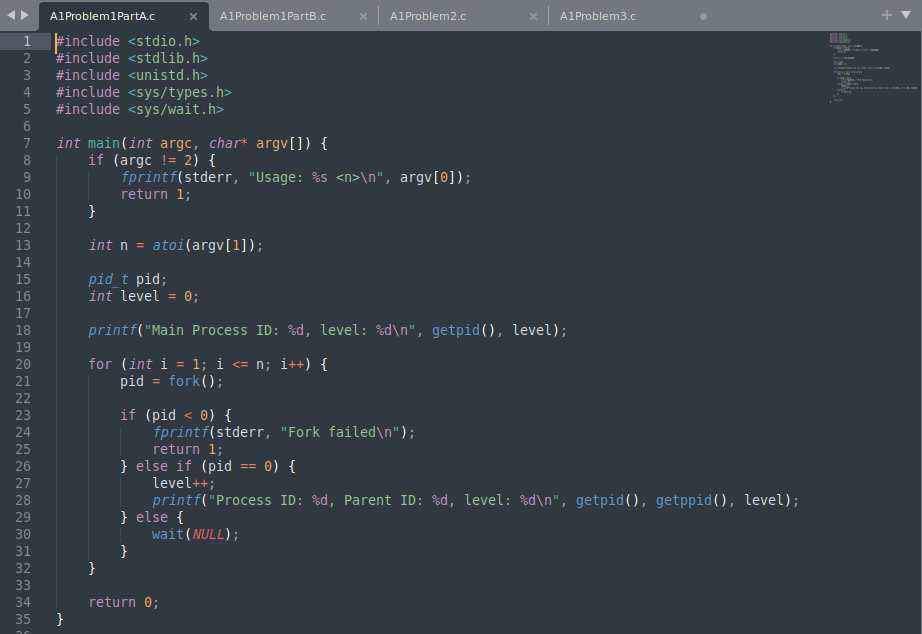 A1Problem1PartA.c × A1Problem1PartB.c × A1Problem2.c × A1Problem3.c
1 #include <stdio.h>
2 #include <stdlib.h>
3 #include <unistd.h>
4 #include <sys/types.h>
5 #include <sys/wait.h>
6
7 int main(int argc, char* argv[]) {
8     if (argc != 2) {
9         fprintf(stderr, "Usage: %s <n>\n", argv[0]);
10         return 1;
11     }
12
13     int n = atoi(argv[1]);
14
15     pid_t pid;
16     int level = 0;
17
18     printf("Main Process ID: %d, level: %d\n", getpid(), level);
19
20     for (int i = 1; i <= n; i++) {
21         pid = fork();
22
23         if (pid < 0) {
24             fprintf(stderr, "Fork failed\n");
25             return 1;
26         } else if (pid == 0) {
27             level++;
28             printf("Process ID: %d, Parent ID: %d, level: %d\n", getpid(), getppid(), level);
29         } else {
30             wait(NULL);
31         }
32     }
33
34     return 0;
35 }